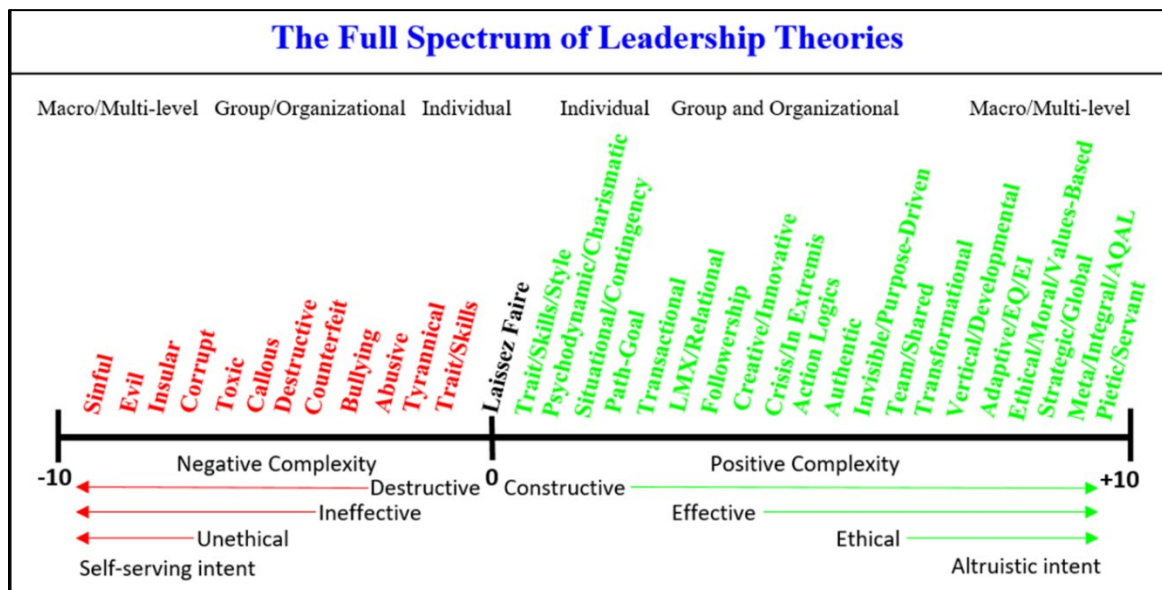 The Full Spectrum of Leadership Theories
Macro/Multi-level Group/Organizational Individual Individual Group and Organizational Macro/Multi-level
Sinful
Evil
Insular
Corrupt
Toxic
Callous
Destructive
Counterfeit
Bullying
Abusive
Tyrannical
Trait/Skills
Laissez Faire
Trait/Skills/Style
Psychodynamic/Charismatic
Situational/Contingency
Path-Goal
Transactional
LMX/Relational
Followership
Creative/Innovative
Crisis/In Extremis
Action Logics
Authentic
Invisible/Purpose-Driven
Team/Shared
Transformational
Vertical/Developmental
Adaptive/EQ/EI
Ethical/Moral/Values-Based
Strategic/Global
Meta/Integral/AQAL
Pietic/Servant
Negative Complexity Positive Complexity
-10 0 +10
Destructive Constructive
Ineffective Effective
Unethical Ethical
Self-serving intent Altruistic intent